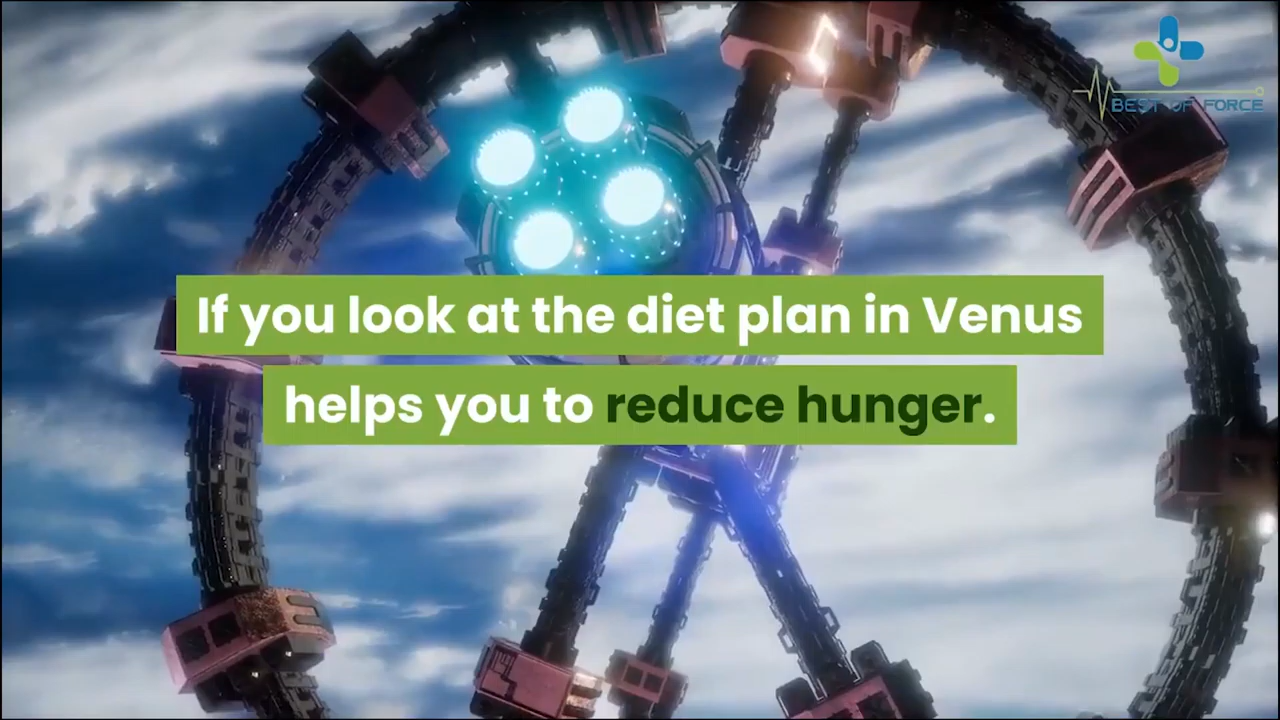 BEST OF FORCE
If you look at the diet plan in Venus
helps you to reduce hunger.